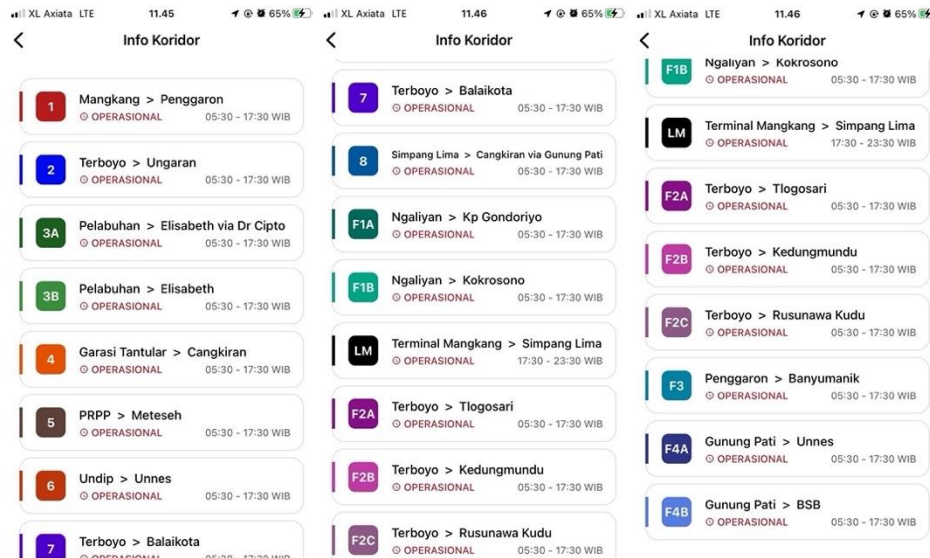 XL Axiata LTE 11.45 65%
Info Koridor
1 Mangkang > Penggaron
OPERASIONAL 05:30 - 17:30 WIB
2 Terboyo > Ungaran
OPERASIONAL 05:30 - 17:30 WIB
3A Pelabuhan > Elisabeth via Dr Cipto
OPERASIONAL 05:30 - 17:30 WIB
3B Pelabuhan > Elisabeth
OPERASIONAL 05:30 - 17:30 WIB
4 Garasi Tantular > Cangkiran
OPERASIONAL 05:30 - 17:30 WIB
5 PRPP > Meteseh
OPERASIONAL 05:30 - 17:30 WIB
6 Undip > Unnes
OPERASIONAL 05:30 - 17:30 WIB
7 Terboyo > Balaikota
OPERASIONAL 05:30 - 17:30 WIB
XL Axiata LTE 11.46 65%
Info Koridor
7 Terboyo > Balaikota
OPERASIONAL 05:30 - 17:30 WIB
8 Simpang Lima > Cangkiran via Gunung Pati
OPERASIONAL 05:30 - 17:30 WIB
F1A Ngaliyan > Kp Gondoriyo
OPERASIONAL 05:30 - 17:30 WIB
F1B Ngaliyan > Kokrosono
OPERASIONAL 05:30 - 17:30 WIB
LM Terminal Mangkang > Simpang Lima
OPERASIONAL 17:30 - 23:30 WIB
F2A Terboyo > Tlogosari
OPERASIONAL 05:30 - 17:30 WIB
F2B Terboyo > Kedungmundu
OPERASIONAL 05:30 - 17:30 WIB
F2C Terboyo > Rusunawa Kudu
OPERASIONAL 05:30 - 17:30 WIB
XL Axiata LTE 11.46 65%
Info Koridor
F1B Ngaliyan > Kokrosono
OPERASIONAL 05:30 - 17:30 WIB
LM Terminal Mangkang > Simpang Lima
OPERASIONAL 17:30 - 23:30 WIB
F2A Terboyo > Tlogosari
OPERASIONAL 05:30 - 17:30 WIB
F2B Terboyo > Kedungmundu
OPERASIONAL 05:30 - 17:30 WIB
F2C Terboyo > Rusunawa Kudu
OPERASIONAL 05:30 - 17:30 WIB
F3 Penggaron > Banyumanik
OPERASIONAL 05:30 - 17:30 WIB
F4A Gunung Pati > Unnes
OPERASIONAL 05:30 - 17:30 WIB
F4B Gunung Pati > BSB
OPERASIONAL 05:30 - 17:30 WIB